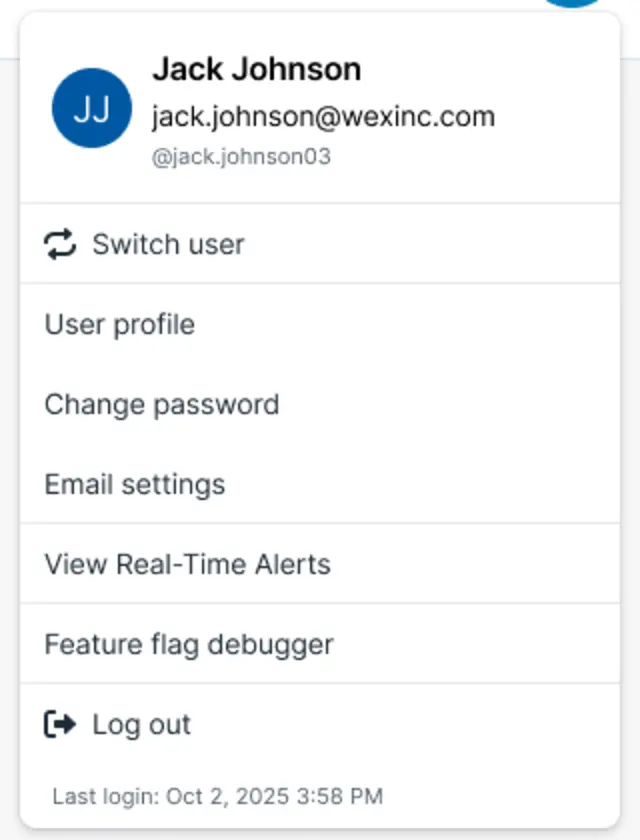 JJ
Jack Johnson
jack.johnson@wexinc.com
@jack.johnson03
Switch user
User profile
Change password
Email settings
View Real-Time Alerts
Feature flag debugger
Log out
Last login: Oct 2, 2025 3:58 PM